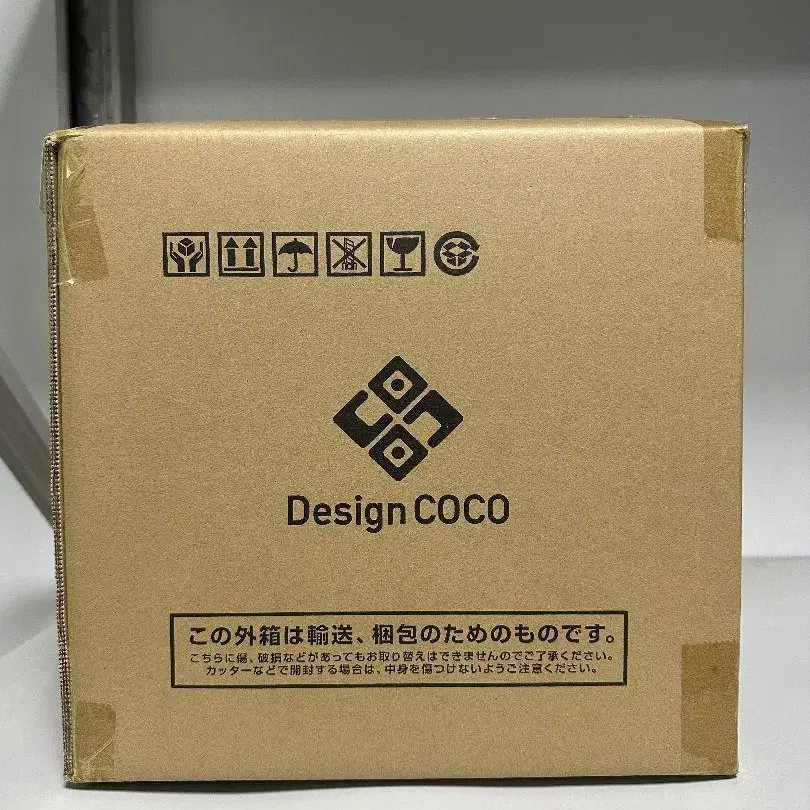 Design COCO
この外箱は輸送、梱包のためのものです。
こちらに傷、破損などがあってもお取り替えはできませんのでご了承ください。
カッターなどで開封する場合は、中身を傷つけないようご注意ください。